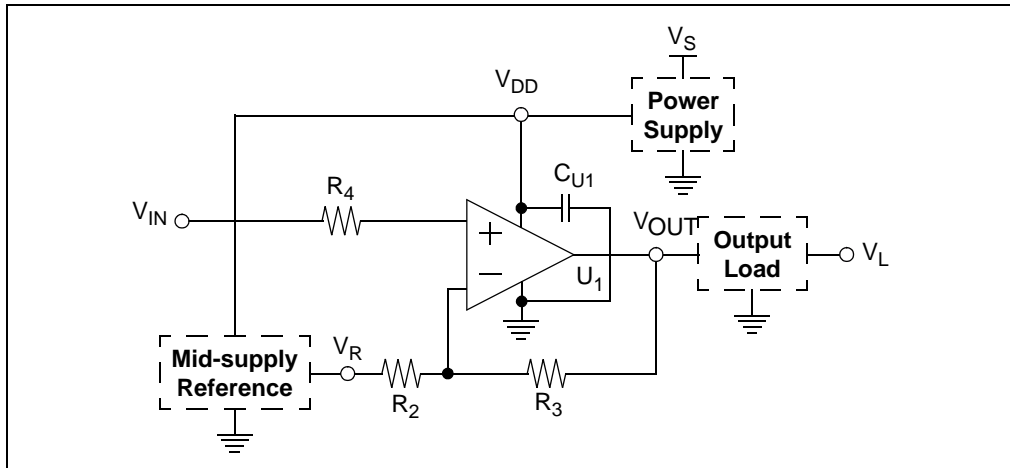 V_S
V_DD
Power
Supply
C_U1
R_4
V_IN
V_OUT
Output
Load
V_L
+
−
U_1
Mid-supply
Reference
V_R
R_2
R_3